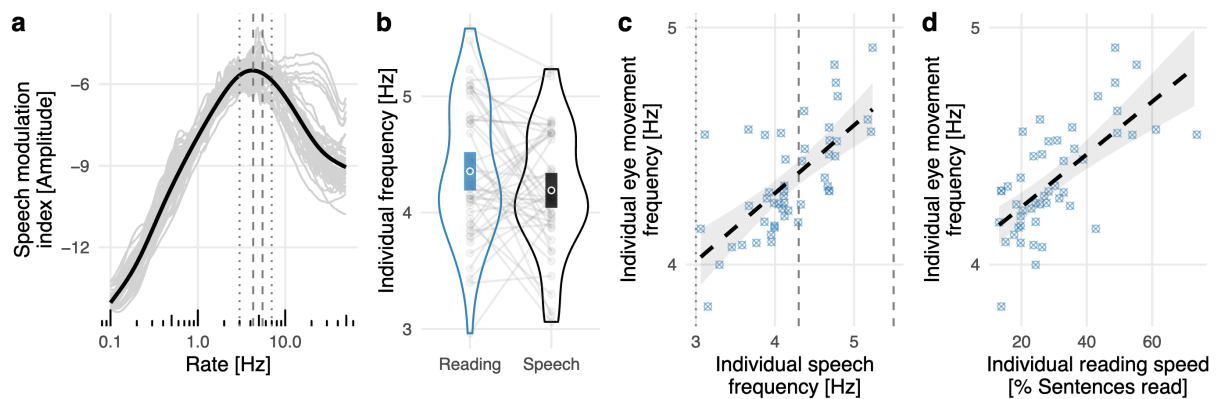 a
Speech modulation
index [Amplitude]
−6
−9
−12
0.1 1.0 10.0
Rate [Hz]
b
Individual frequency [Hz]
5
4
3
Reading Speech
c
Individual eye movement
frequency [Hz]
5
4
3 4 5
Individual speech
frequency [Hz]
d
Individual eye movement
frequency [Hz]
5
4
20 40 60
Individual reading speed
[% Sentences read]